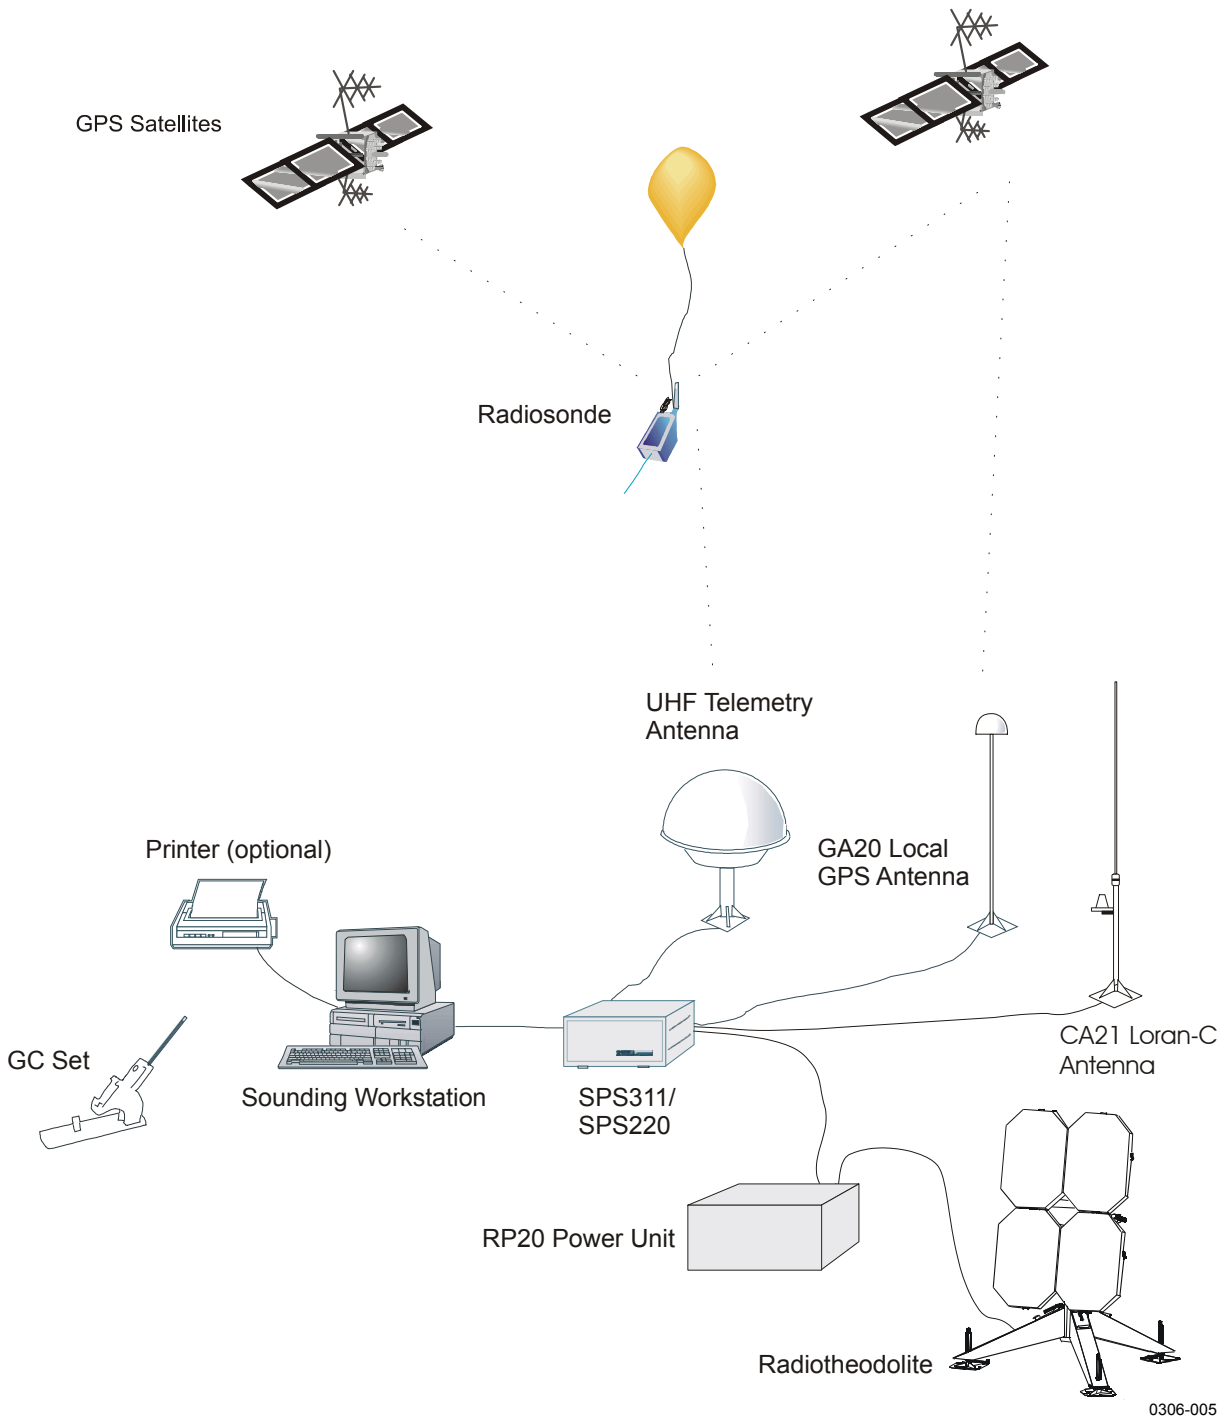 GPS Satellites
Radiosonde
UHF Telemetry
Antenna
Printer (optional)
GA20 Local
GPS Antenna
CA21 Loran-C
Antenna
GC Set
Sounding Workstation
SPS311/
SPS220
RP20 Power Unit
Radiotheodolite
0306-005